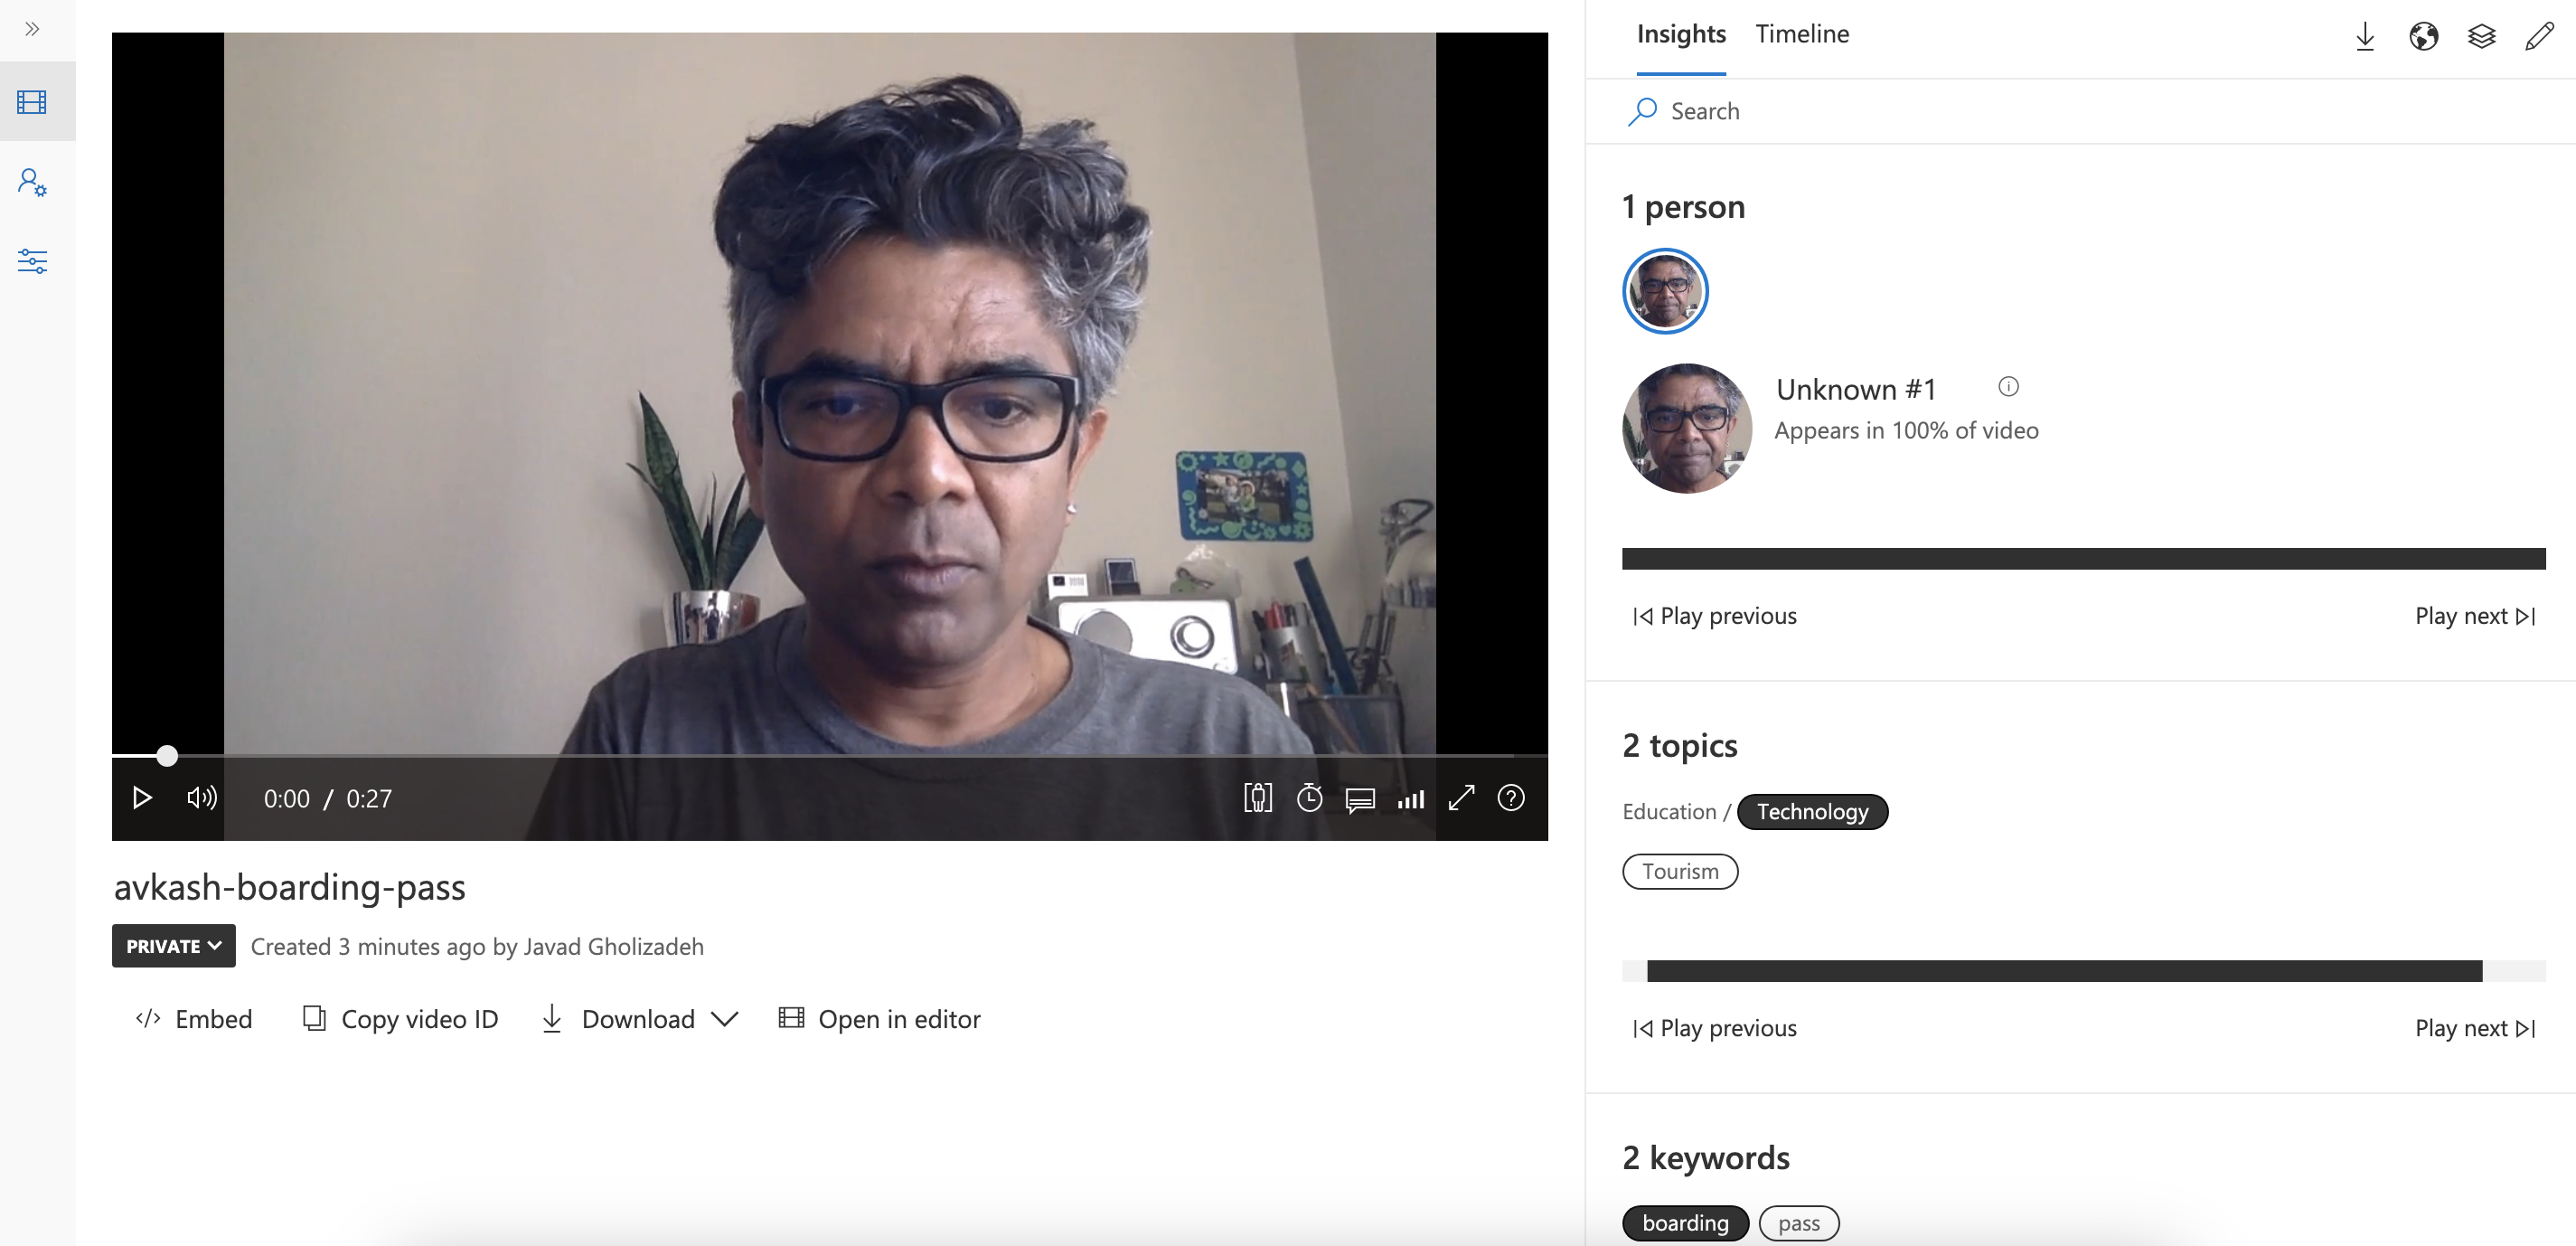 Insights Timeline
Search
1 person
Unknown #1
Appears in 100% of video
Play previous
Play next
2 topics
Education / Technology
Tourism
Play previous
Play next
2 keywords
boarding pass
0:00 / 0:27
avkash-boarding-pass
PRIVATE Created 3 minutes ago by Javad Gholizadeh
</> Embed Copy video ID Download Open in editor